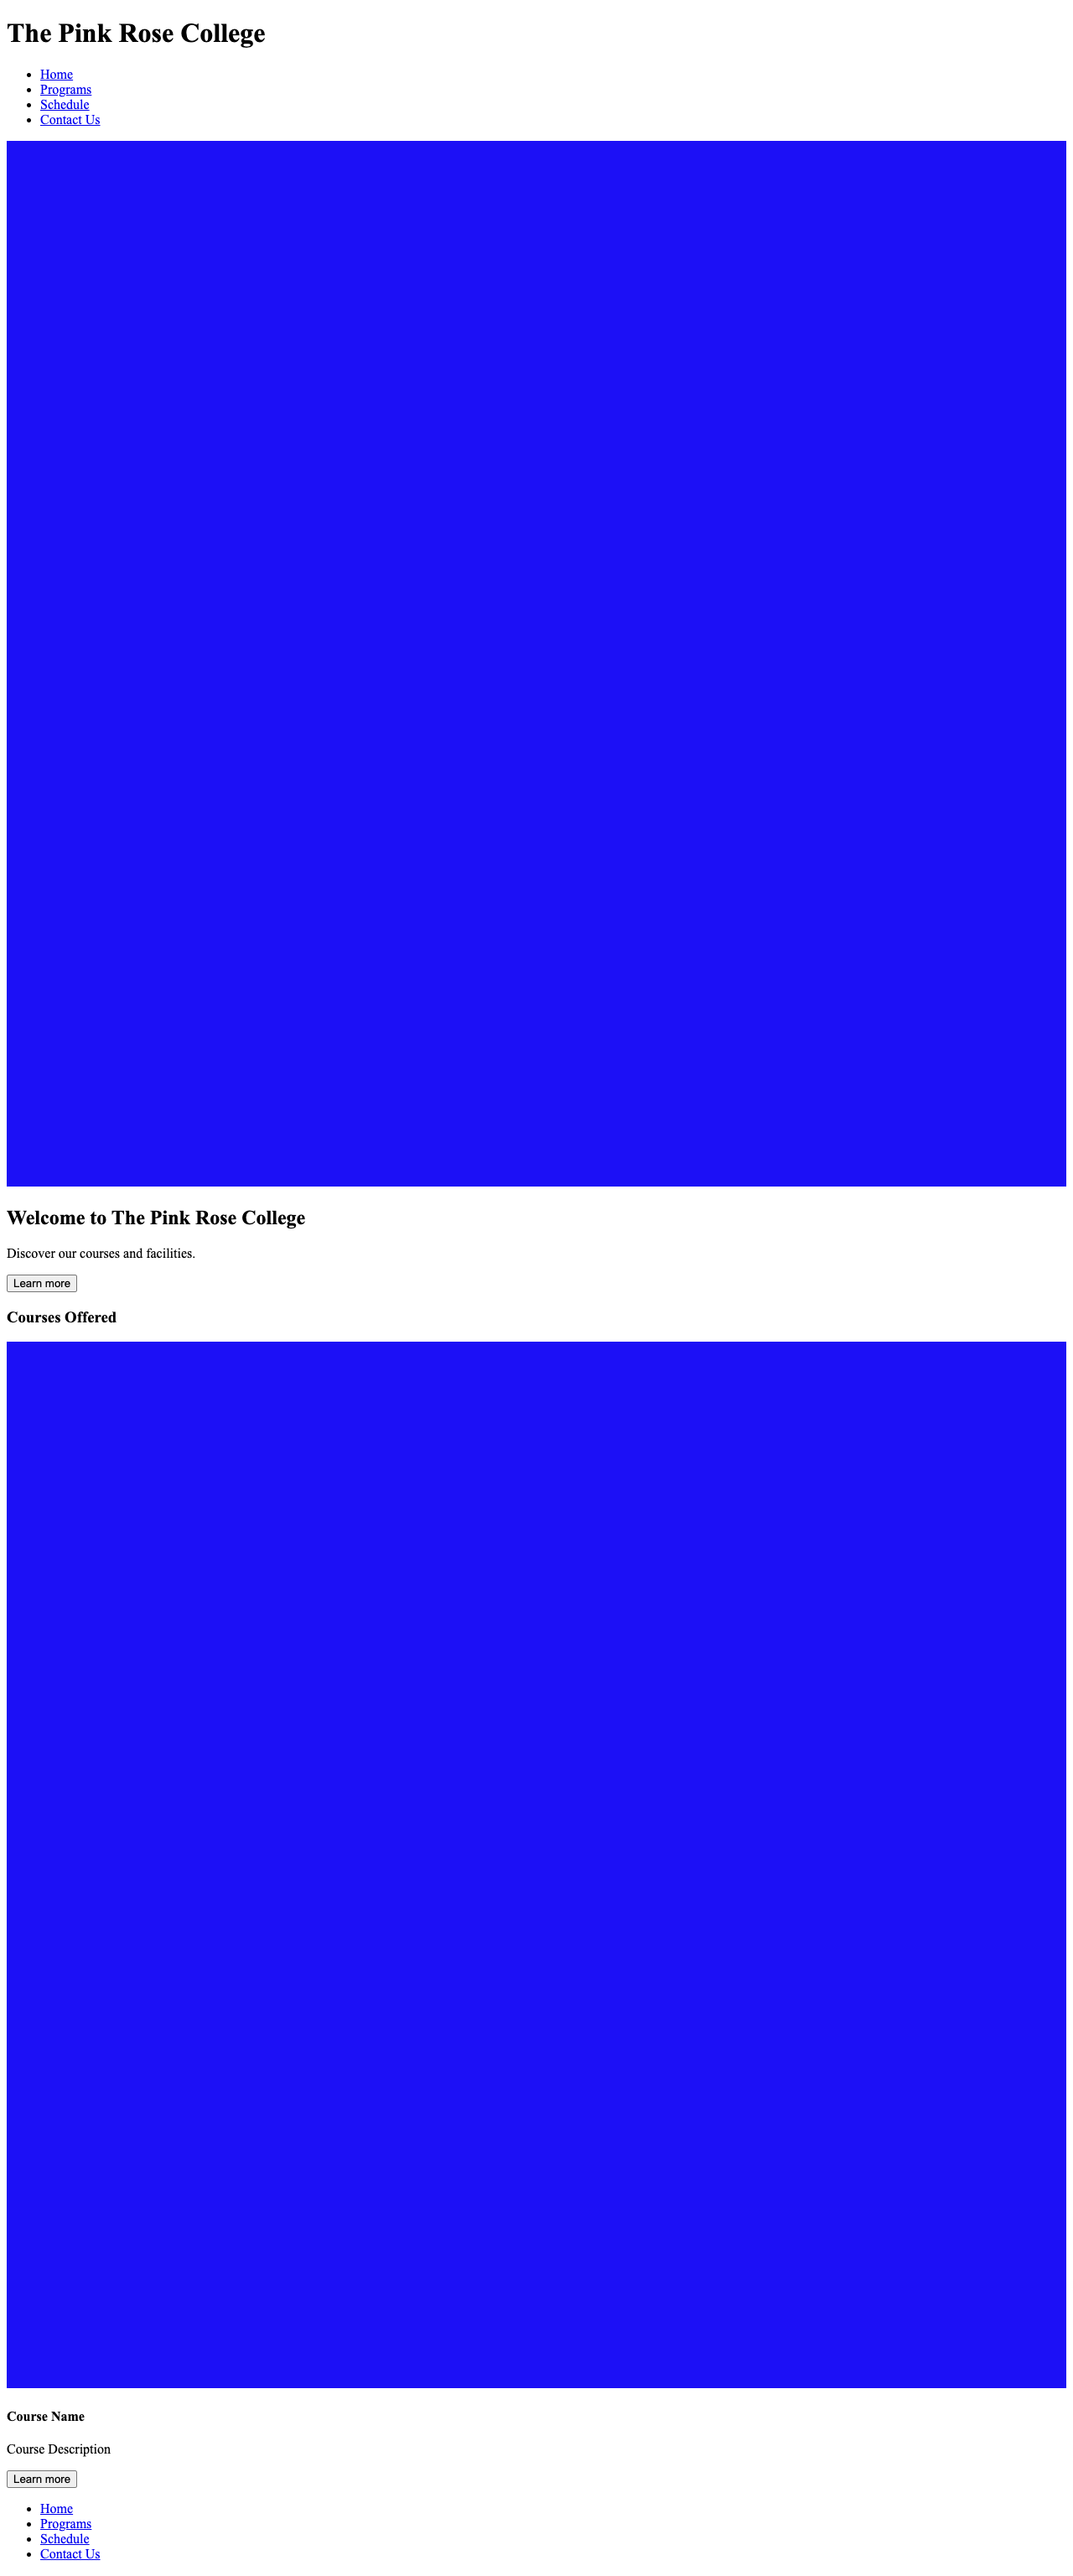 The Pink Rose College
Home
Programs
Schedule
Contact Us
Welcome to The Pink Rose College
Discover our courses and facilities.
Learn more
Courses Offered
Course Name
Course Description
Learn more
Home
Programs
Schedule
Contact Us